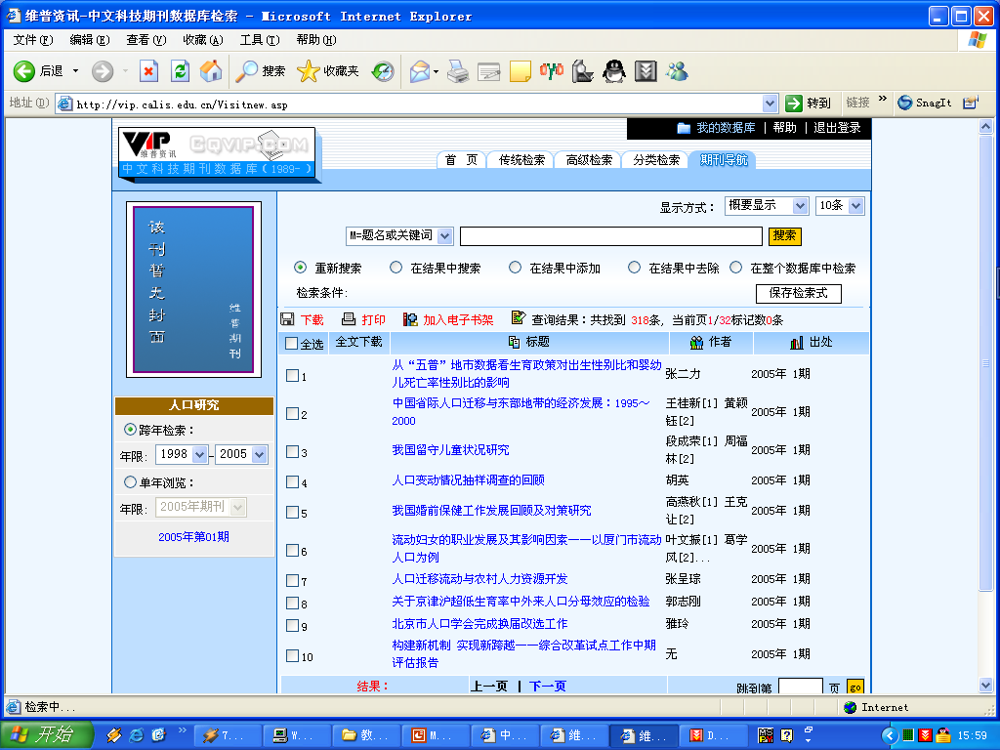 维普资讯-中文科技期刊数据库检索 - Microsoft Internet Explorer
文件(F) 编辑(E) 查看(V) 收藏(A) 工具(T) 帮助(H)
后退 搜索 收藏夹
地址(D) http://vip.calis.edu.cn/Visitnew.asp 转到 链接 » SnagIt
我的数据库 | 帮助 | 退出登录
VIP 维普资讯 Cqvip.com
中文科技期刊数据库(1989-)
首 页 传统检索 高级检索 分类检索 期刊导航
显示方式: 概要显示 10条
M=题名或关键词 搜索
重新搜索 在结果中搜索 在结果中添加 在结果中去除 在整个数据库中检索
检索条件: 保存检索式
该刊暂无封面
维普期刊
下载 打印 加入电子书架 查询结果:共找到 318条, 当前页1/32标记数0条
全选 全文下载 标题 作者 出处
1 从“五普”地市数据看生育政策对出生性别比和婴幼儿死亡率性别比的影响 张二力 2005年 1期
2 中国省际人口迁移与东部地带的经济发展:1995~2000 王桂新[1] 黄颖钰[2] 2005年 1期
3 我国留守儿童状况研究 段成荣[1] 周福林[2] 2005年 1期
4 人口变动情况抽样调查的回顾 胡英 2005年 1期
5 我国婚前保健工作发展回顾及对策研究 高燕秋[1] 王克让[2] 2005年 1期
6 流动妇女的职业发展及其影响因素——以厦门市流动人口为例 叶文振[1] 葛学凤[2]... 2005年 1期
7 人口迁移流动与农村人力资源开发 张呈琮 2005年 1期
8 关于京津沪超低生育率中外来人口分母效应的检验 郭志刚 2005年 1期
9 北京市人口学会完成换届改选工作 雅玲 2005年 1期
10 构建新机制 实现新跨越——综合改革试点工作中期评估报告 无 2005年 1期
结果: 上一页 | 下一页 跳到第 页 go
人口研究
跨年检索:
年限: 1998 - 2005
单年浏览:
年限: 2005年期刊
2005年第01期
检索中... Internet
开始 » 7... W... 教... M... 中... 维... 维... D... 15:59